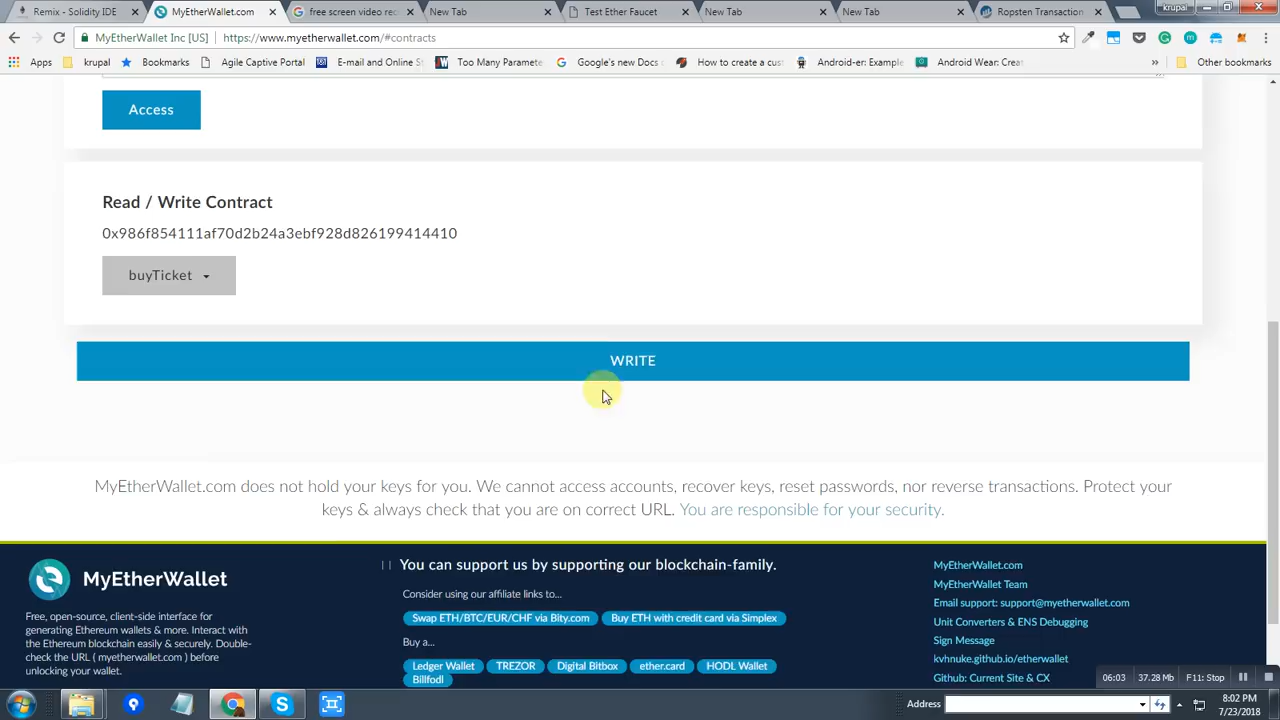 Remix - Solidity IDE
MyEtherWallet.com
free screen video rec
New Tab
Test Ether Faucet
New Tab
New Tab
Ropsten Transaction
krupal
MyEtherWallet Inc [US]
https://www.myetherwallet.com/#contracts
Apps
krupal
Bookmarks
Agile Captive Portal
E-mail and Online S
Too Many Paramete
Google's new Docs
How to create a cust
Android-er: Example
Android Wear: Crea
Other bookmarks
Access
Read / Write Contract
0x986f854111af70d2b24a3ebf928d826199414410
buyTicket
WRITE
MyEtherWallet.com does not hold your keys for you. We cannot access accounts, recover keys, reset passwords, nor reverse transactions. Protect your
keys & always check that you are on correct URL. You are responsible for your security.
MyEtherWallet
Free, open-source, client-side interface for
generating Ethereum wallets & more. Interact with
the Ethereum blockchain easily & securely. Double-
check the URL ( myetherwallet.com ) before
unlocking your wallet.
You can support us by supporting our blockchain-family.
Consider using our affiliate links to...
Swap ETH/BTC/EUR/CHF via Bity.com
Buy ETH with credit card via Simplex
Buy a...
Ledger Wallet
TREZOR
Digital Bitbox
ether.card
HODL Wallet
Billfodl
MyEtherWallet.com
MyEtherWallet Team
Email support: support@myetherwallet.com
Unit Converters & ENS Debugging
Sign Message
kvhnuke.github.io/etherwallet
Github: Current Site & CX
06:03
37.28 Mb
F11: Stop
Address
8:02 PM
7/23/2018